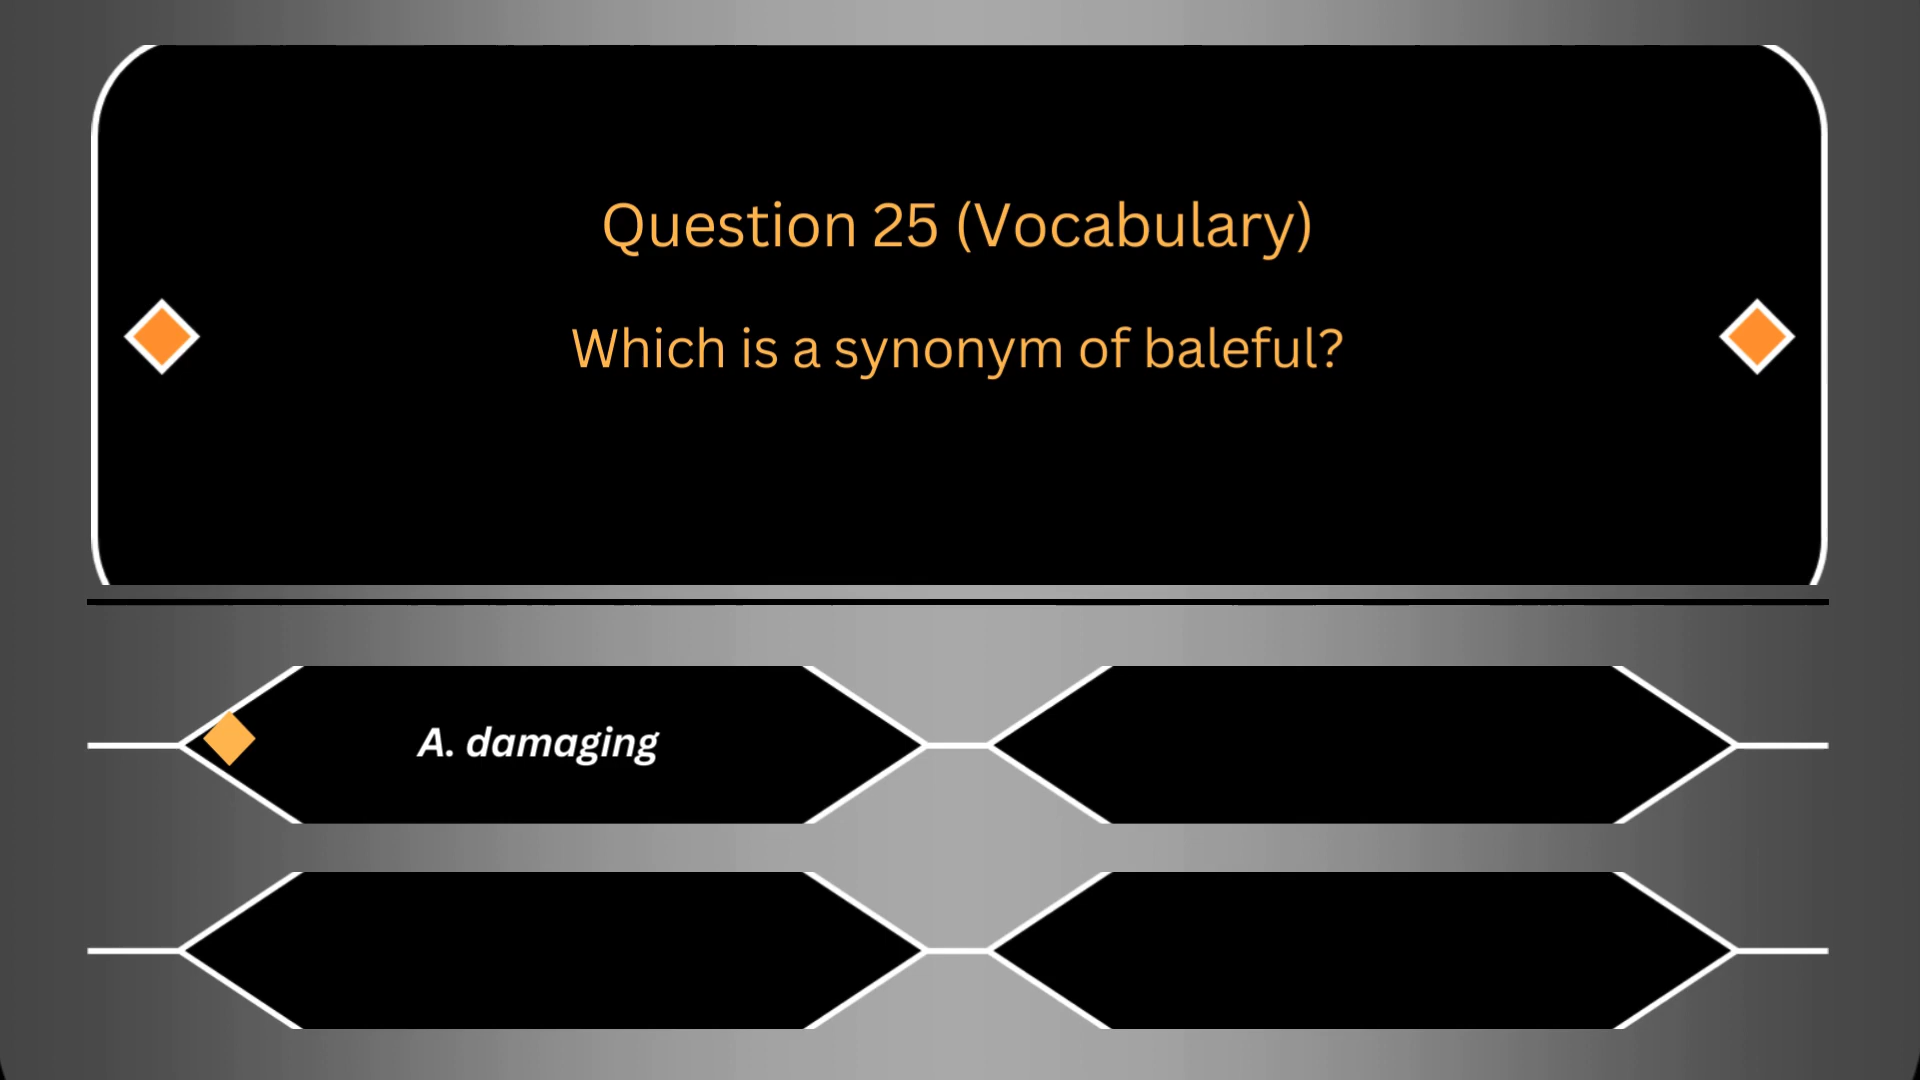 Question 25 (Vocabulary)
Which is a synonym of baleful?
A. damaging